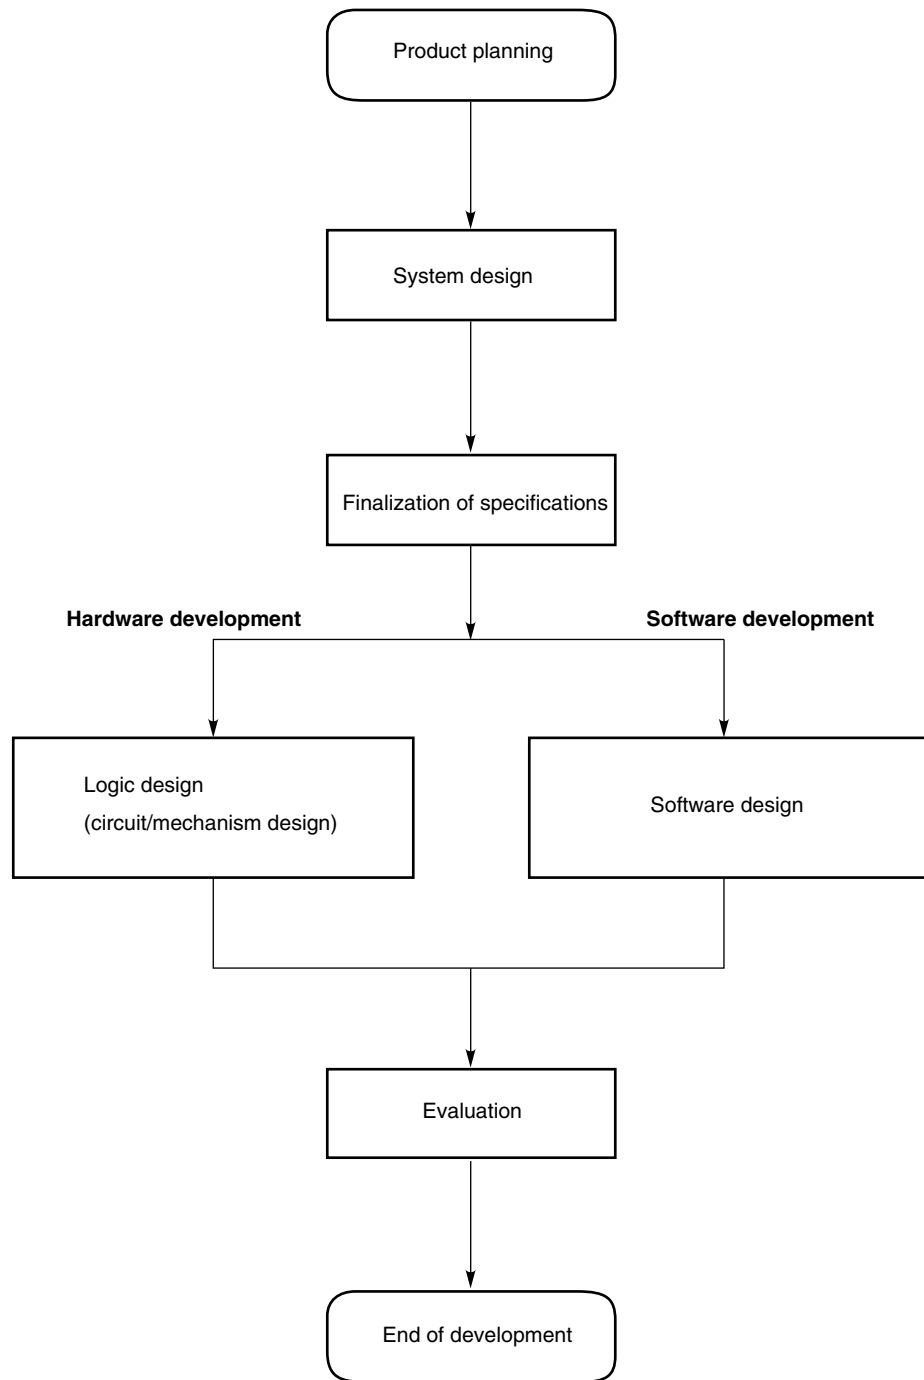 Product planning
System design
Finalization of specifications
Hardware development
Software development
Logic design
(circuit/mechanism design)
Software design
Evaluation
End of development